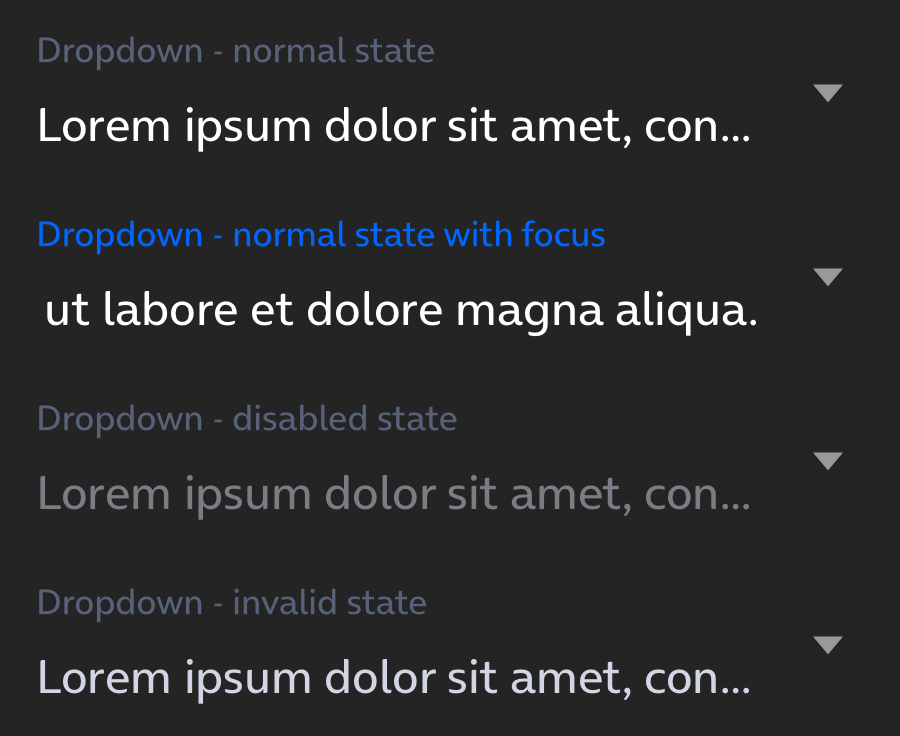 Dropdown - normal state
Lorem ipsum dolor sit amet, con...
Dropdown - normal state with focus
ut labore et dolore magna aliqua.
Dropdown - disabled state
Lorem ipsum dolor sit amet, con...
Dropdown - invalid state
Lorem ipsum dolor sit amet, con...